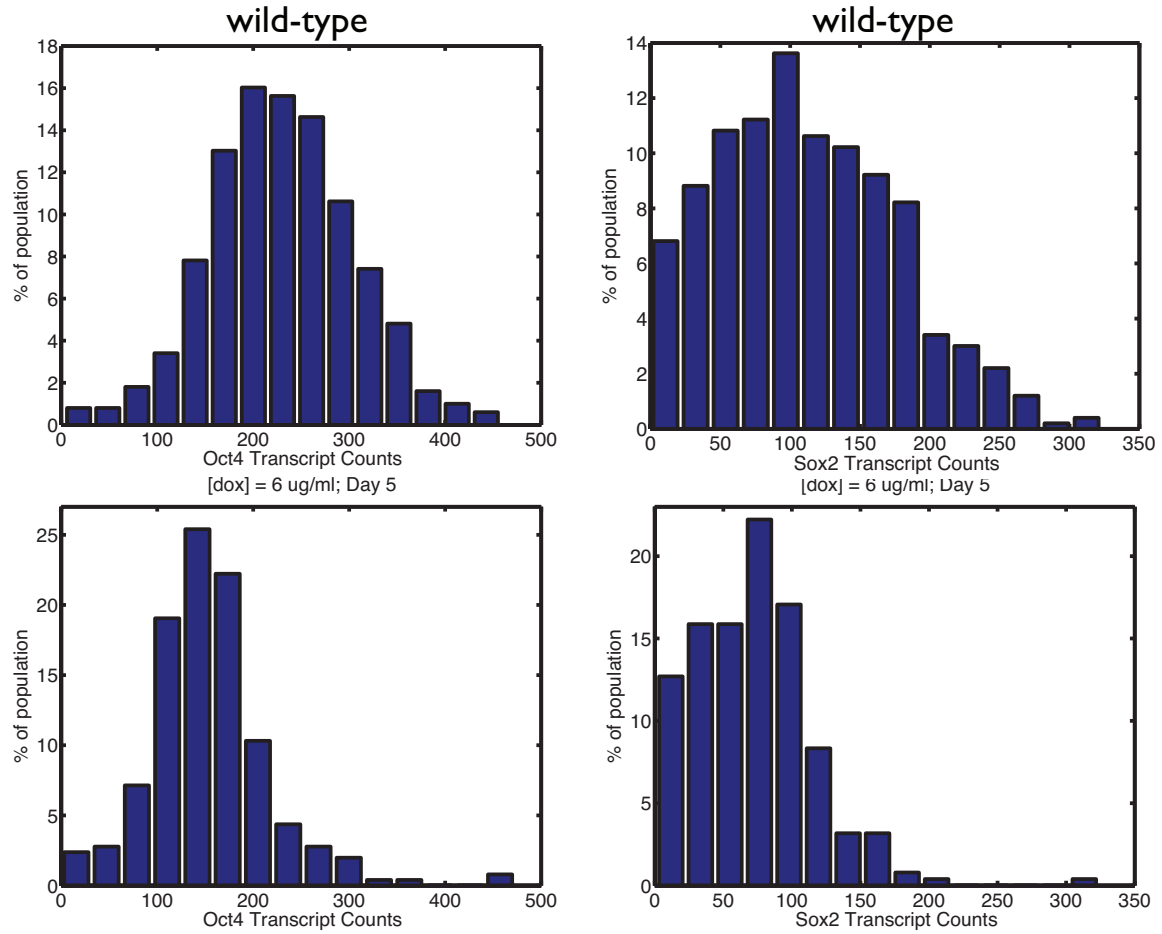 wild-type
18
16
14
12
10
8
6
4
2
0
% of population
0 100 200 300 400 500
Oct4 Transcript Counts
wild-type
14
12
10
8
6
4
2
0
% of population
0 50 100 150 200 250 300 350
Sox2 Transcript Counts
[dox] = 6 ug/ml; Day 5
25
20
15
10
5
0
% of population
0 100 200 300 400 500
Oct4 Transcript Counts
[dox] = 6 ug/ml; Day 5
20
15
10
5
0
% of population
0 50 100 150 200 250 300 350
Sox2 Transcript Counts